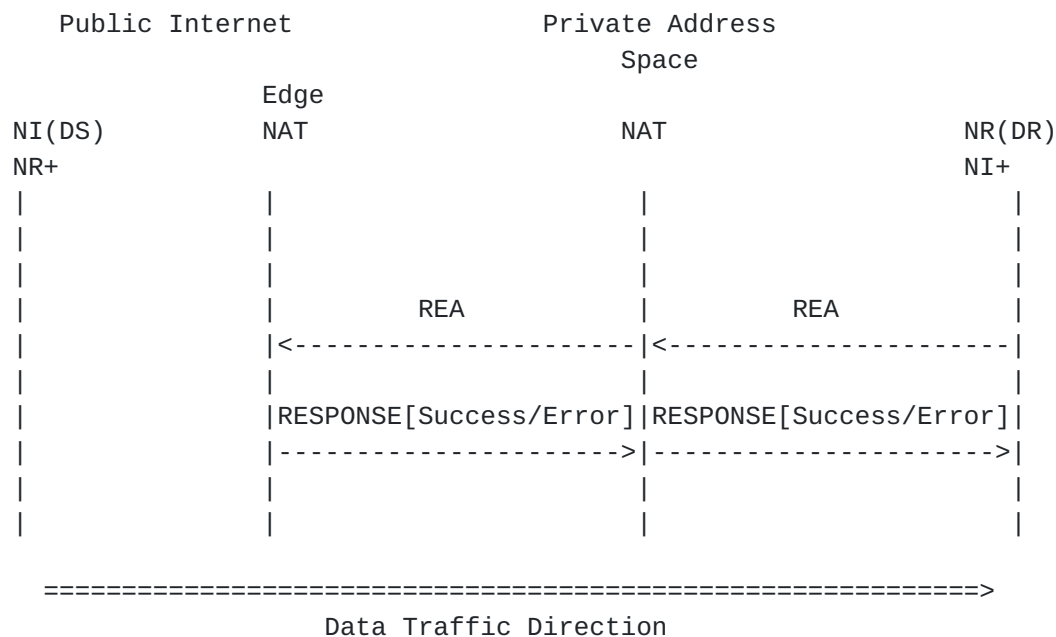 Public Internet Private Address
Space
Edge
NI(DS) NAT NAT NR(DR)
NR+ NI+
REA REA
RESPONSE[Success/Error] RESPONSE[Success/Error]
Data Traffic Direction